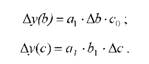 Δy(b) = a₁ · Δb · c₀ ;
Δy(c) = a₁ · b₁ · Δc .